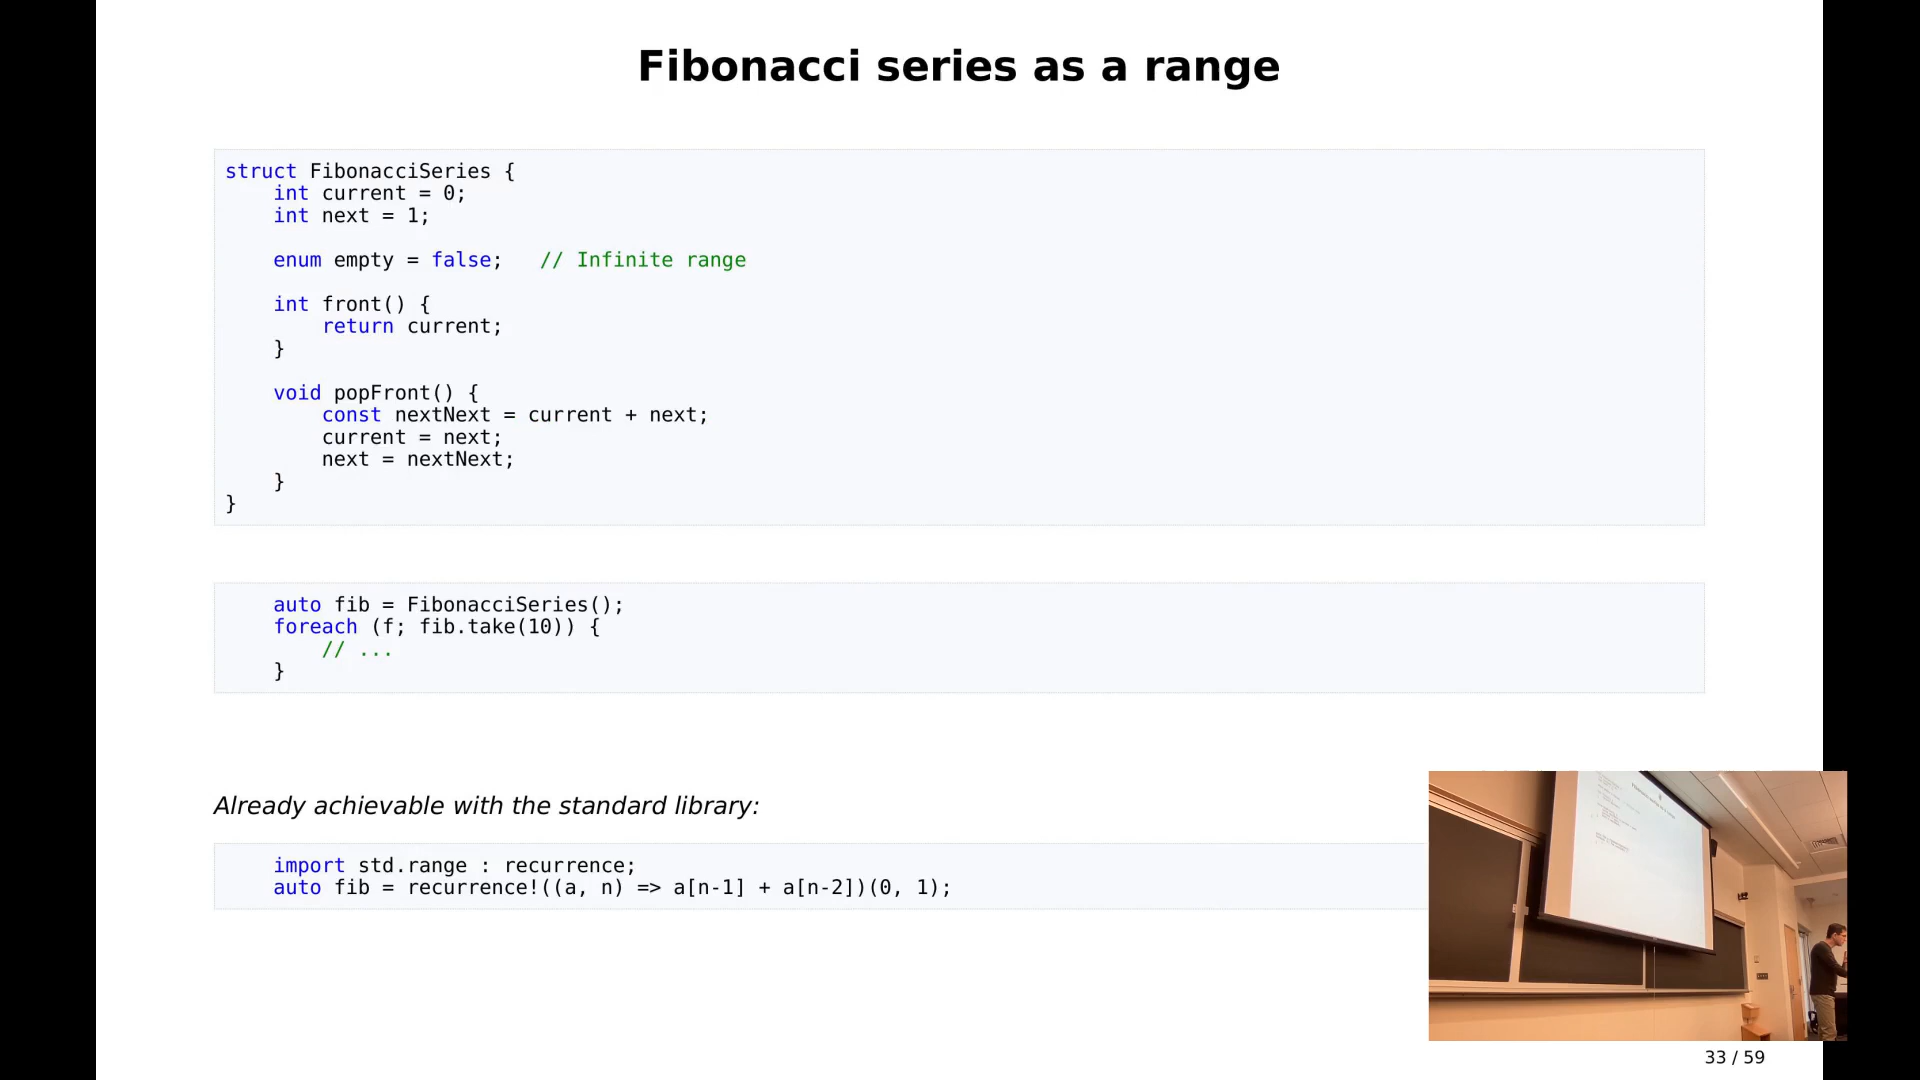 Fibonacci series as a range
struct FibonacciSeries {
    int current = 0;
    int next = 1;
    enum empty = false;   // Infinite range
    int front() {
        return current;
    }
    void popFront() {
        const nextNext = current + next;
        current = next;
        next = nextNext;
    }
}
    auto fib = FibonacciSeries();
    foreach (f; fib.take(10)) {
        // ...
    }
Already achievable with the standard library:
    import std.range : recurrence;
    auto fib = recurrence!((a, n) => a[n-1] + a[n-2])(0, 1);
33 / 59